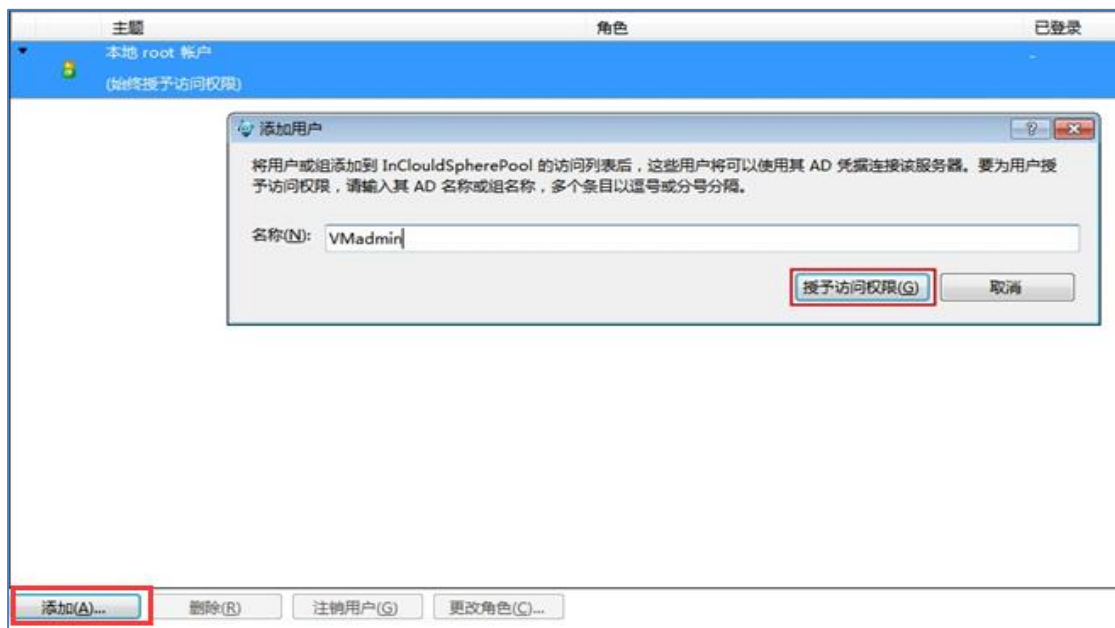 主题 角色 已登录
本地 root 帐户 -
(始终授予访问权限)
添加用户
将用户或组添加到 InClouldSpherePool 的访问列表后，这些用户将可以使用其 AD 凭据连接该服务器。要为用户授
予访问权限，请输入其 AD 名称或组名称，多个条目以逗号或分号分隔。
名称(N): VMadmin
授予访问权限(G) 取消
添加(A)... 删除(R) 注销用户(G) 更改角色(C)...